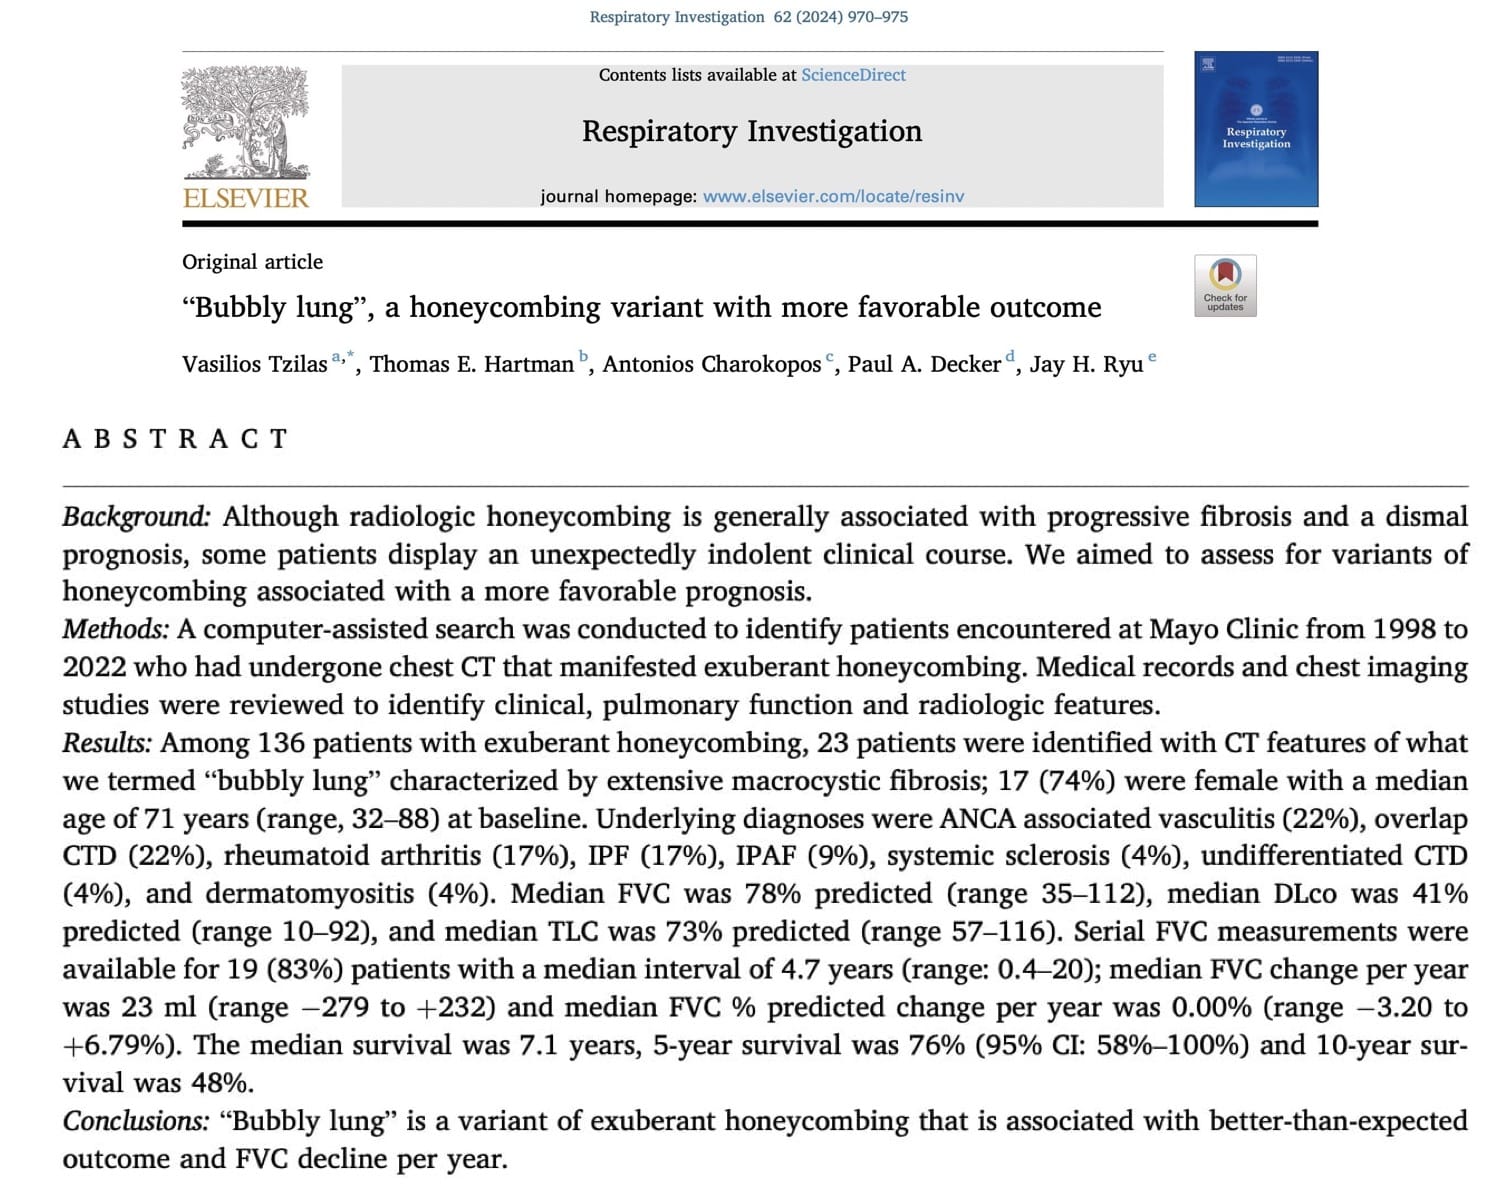 Respiratory Investigation 62 (2024) 970–975
Contents lists available at ScienceDirect
Respiratory Investigation
journal homepage: www.elsevier.com/locate/resinv
ELSEVIER
Respiratory
Investigation
Original article
“Bubbly lung”, a honeycombing variant with more favorable outcome
Check for
updates
Vasilios Tzilas a,*, Thomas E. Hartman b, Antonios Charokopos c, Paul A. Decker d, Jay H. Ryu e
A B S T R A C T
Background: Although radiologic honeycombing is generally associated with progressive fibrosis and a dismal
prognosis, some patients display an unexpectedly indolent clinical course. We aimed to assess for variants of
honeycombing associated with a more favorable prognosis.
Methods: A computer-assisted search was conducted to identify patients encountered at Mayo Clinic from 1998 to
2022 who had undergone chest CT that manifested exuberant honeycombing. Medical records and chest imaging
studies were reviewed to identify clinical, pulmonary function and radiologic features.
Results: Among 136 patients with exuberant honeycombing, 23 patients were identified with CT features of what
we termed “bubbly lung” characterized by extensive macrocystic fibrosis; 17 (74%) were female with a median
age of 71 years (range, 32–88) at baseline. Underlying diagnoses were ANCA associated vasculitis (22%), overlap
CTD (22%), rheumatoid arthritis (17%), IPF (17%), IPAF (9%), systemic sclerosis (4%), undifferentiated CTD
(4%), and dermatomyositis (4%). Median FVC was 78% predicted (range 35–112), median DLco was 41%
predicted (range 10–92), and median TLC was 73% predicted (range 57–116). Serial FVC measurements were
available for 19 (83%) patients with a median interval of 4.7 years (range: 0.4–20); median FVC change per year
was 23 ml (range −279 to +232) and median FVC % predicted change per year was 0.00% (range −3.20 to
+6.79%). The median survival was 7.1 years, 5-year survival was 76% (95% CI: 58%–100%) and 10-year sur-
vival was 48%.
Conclusions: “Bubbly lung” is a variant of exuberant honeycombing that is associated with better-than-expected
outcome and FVC decline per year.